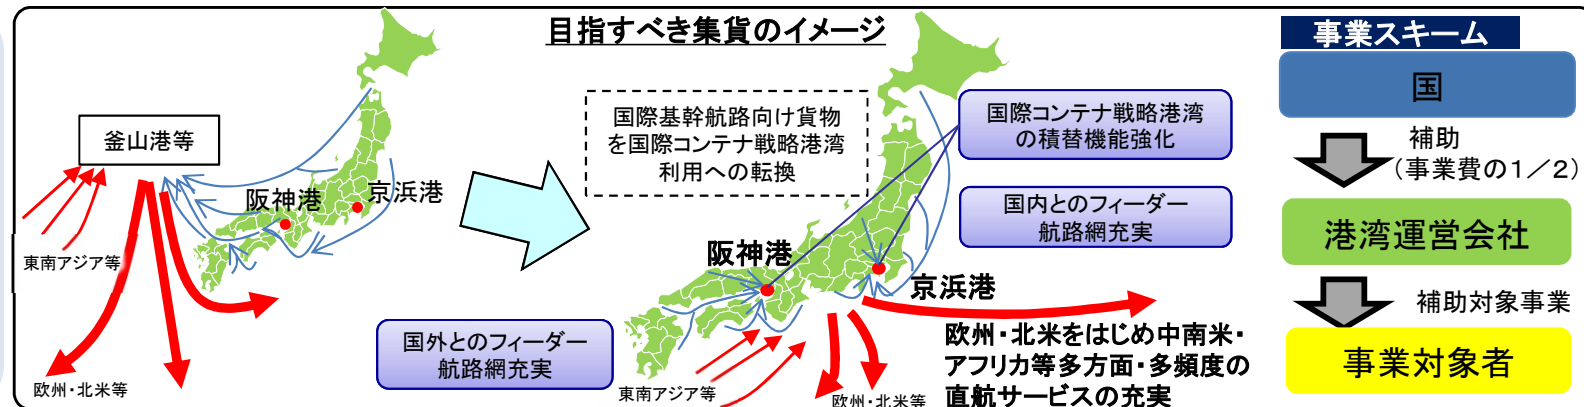 目指すべき集貨のイメージ
釜山港等
阪神港
京浜港
東南アジア等
欧州・北米等
国際基幹航路向け貨物
を国際コンテナ戦略港湾
利用への転換
国際コンテナ戦略港湾
の積替機能強化
国内とのフィーダー
航路網充実
阪神港
京浜港
国外とのフィーダー
航路網充実
東南アジア等
欧州・北米等
欧州・北米をはじめ中南米・
アフリカ等多方面・多頻度の
直航サービスの充実
事業スキーム
国
補助
(事業費の1/2)
港湾運営会社
補助対象事業
事業対象者